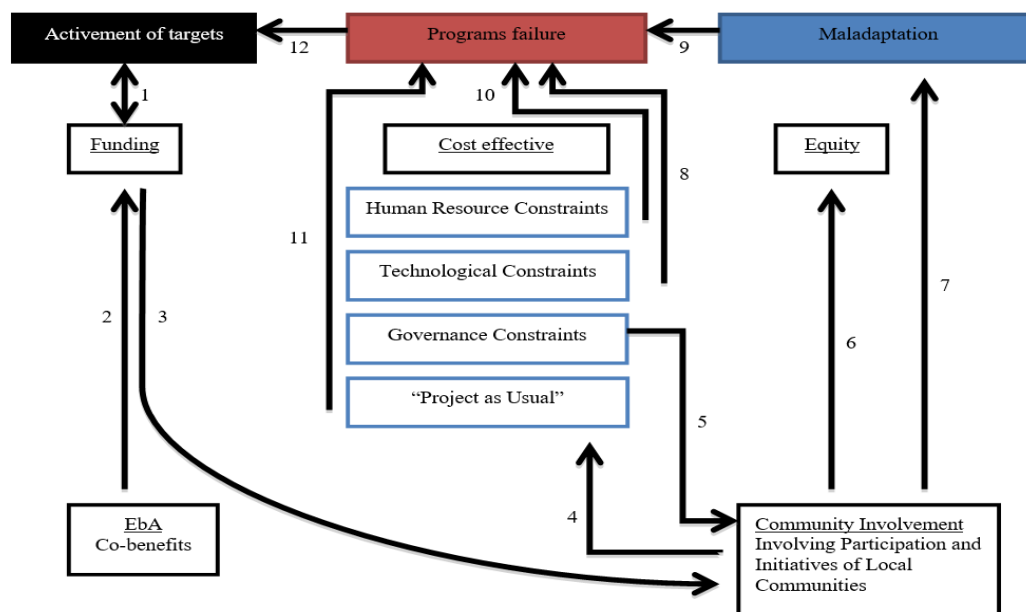 Activement of targets
12
Programs failure
9
Maladaptation
1
10
Funding
Cost effective
Equity
8
Human Resource Constraints
11
Technological Constraints
7
2
3
Governance Constraints
6
"Project as Usual"
5
4
EbA
Co-benefits
Community Involvement
Involving Participation and
Initiatives of Local
Communities